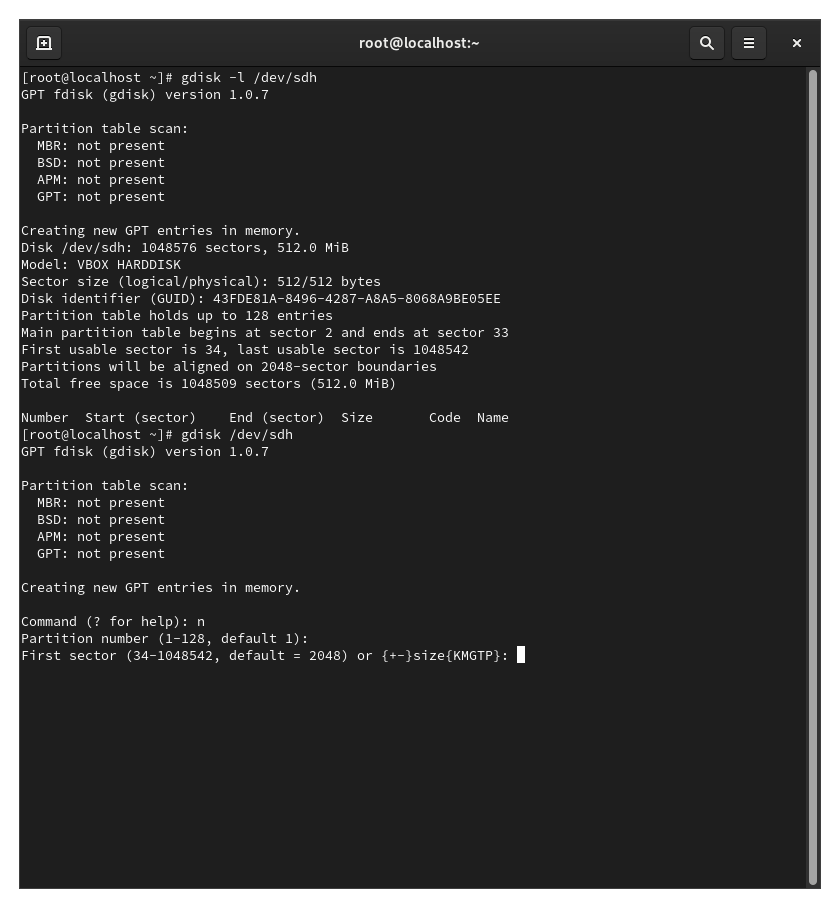 root@localhost:~
[root@localhost ~]# gdisk -l /dev/sdh
GPT fdisk (gdisk) version 1.0.7
Partition table scan:
  MBR: not present
  BSD: not present
  APM: not present
  GPT: not present
Creating new GPT entries in memory.
Disk /dev/sdh: 1048576 sectors, 512.0 MiB
Model: VBOX HARDDISK
Sector size (logical/physical): 512/512 bytes
Disk identifier (GUID): 43FDE81A-8496-4287-A8A5-8068A9BE05EE
Partition table holds up to 128 entries
Main partition table begins at sector 2 and ends at sector 33
First usable sector is 34, last usable sector is 1048542
Partitions will be aligned on 2048-sector boundaries
Total free space is 1048509 sectors (512.0 MiB)
Number  Start (sector)    End (sector)  Size       Code  Name
[root@localhost ~]# gdisk /dev/sdh
GPT fdisk (gdisk) version 1.0.7
Partition table scan:
  MBR: not present
  BSD: not present
  APM: not present
  GPT: not present
Creating new GPT entries in memory.
Command (? for help): n
Partition number (1-128, default 1):
First sector (34-1048542, default = 2048) or {+-}size{KMGTP}: